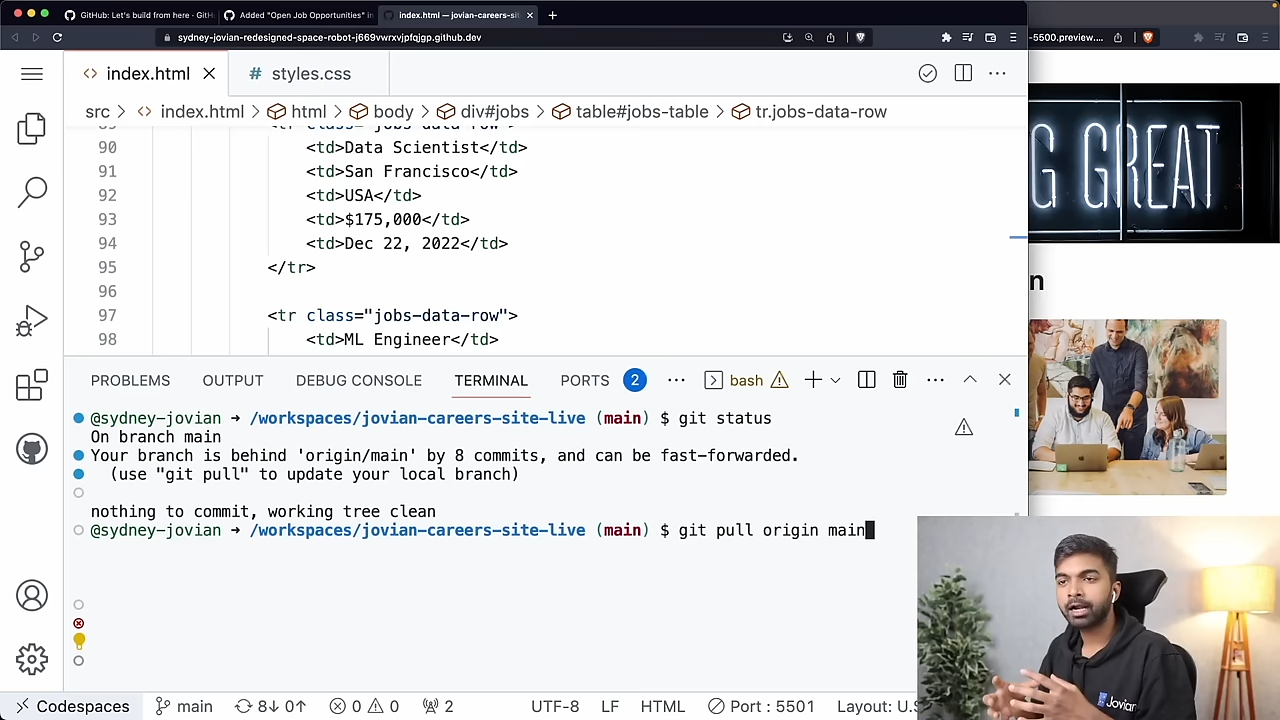 GitHub: Let's build from here · GitH
Added "Open Job Opportunities" in
index.html — jovian-careers-si
sydney-jovian-redesigned-space-robot-j669vwrxvjpfqjgp.github.dev
-5500.preview....
index.html
styles.css
src > index.html > html > body > div#jobs > table#jobs-table > tr.jobs-data-row
89 <tr class="jobs-data-row">
90 <td>Data Scientist</td>
91 <td>San Francisco</td>
92 <td>USA</td>
93 <td>$175,000</td>
94 <td>Dec 22, 2022</td>
95 </tr>
96
97 <tr class="jobs-data-row">
98 <td>ML Engineer</td>
G GREAT
n
PROBLEMS OUTPUT DEBUG CONSOLE TERMINAL PORTS 2 ... bash
@sydney-jovian → /workspaces/jovian-careers-site-live (main) $ git status
On branch main
Your branch is behind 'origin/main' by 8 commits, and can be fast-forwarded.
(use "git pull" to update your local branch)
nothing to commit, working tree clean
@sydney-jovian → /workspaces/jovian-careers-site-live (main) $ git pull origin main
Jovian
Codespaces main 8↓ 0↑ 0 0 2 UTF-8 LF HTML Port : 5501 Layout: U.S